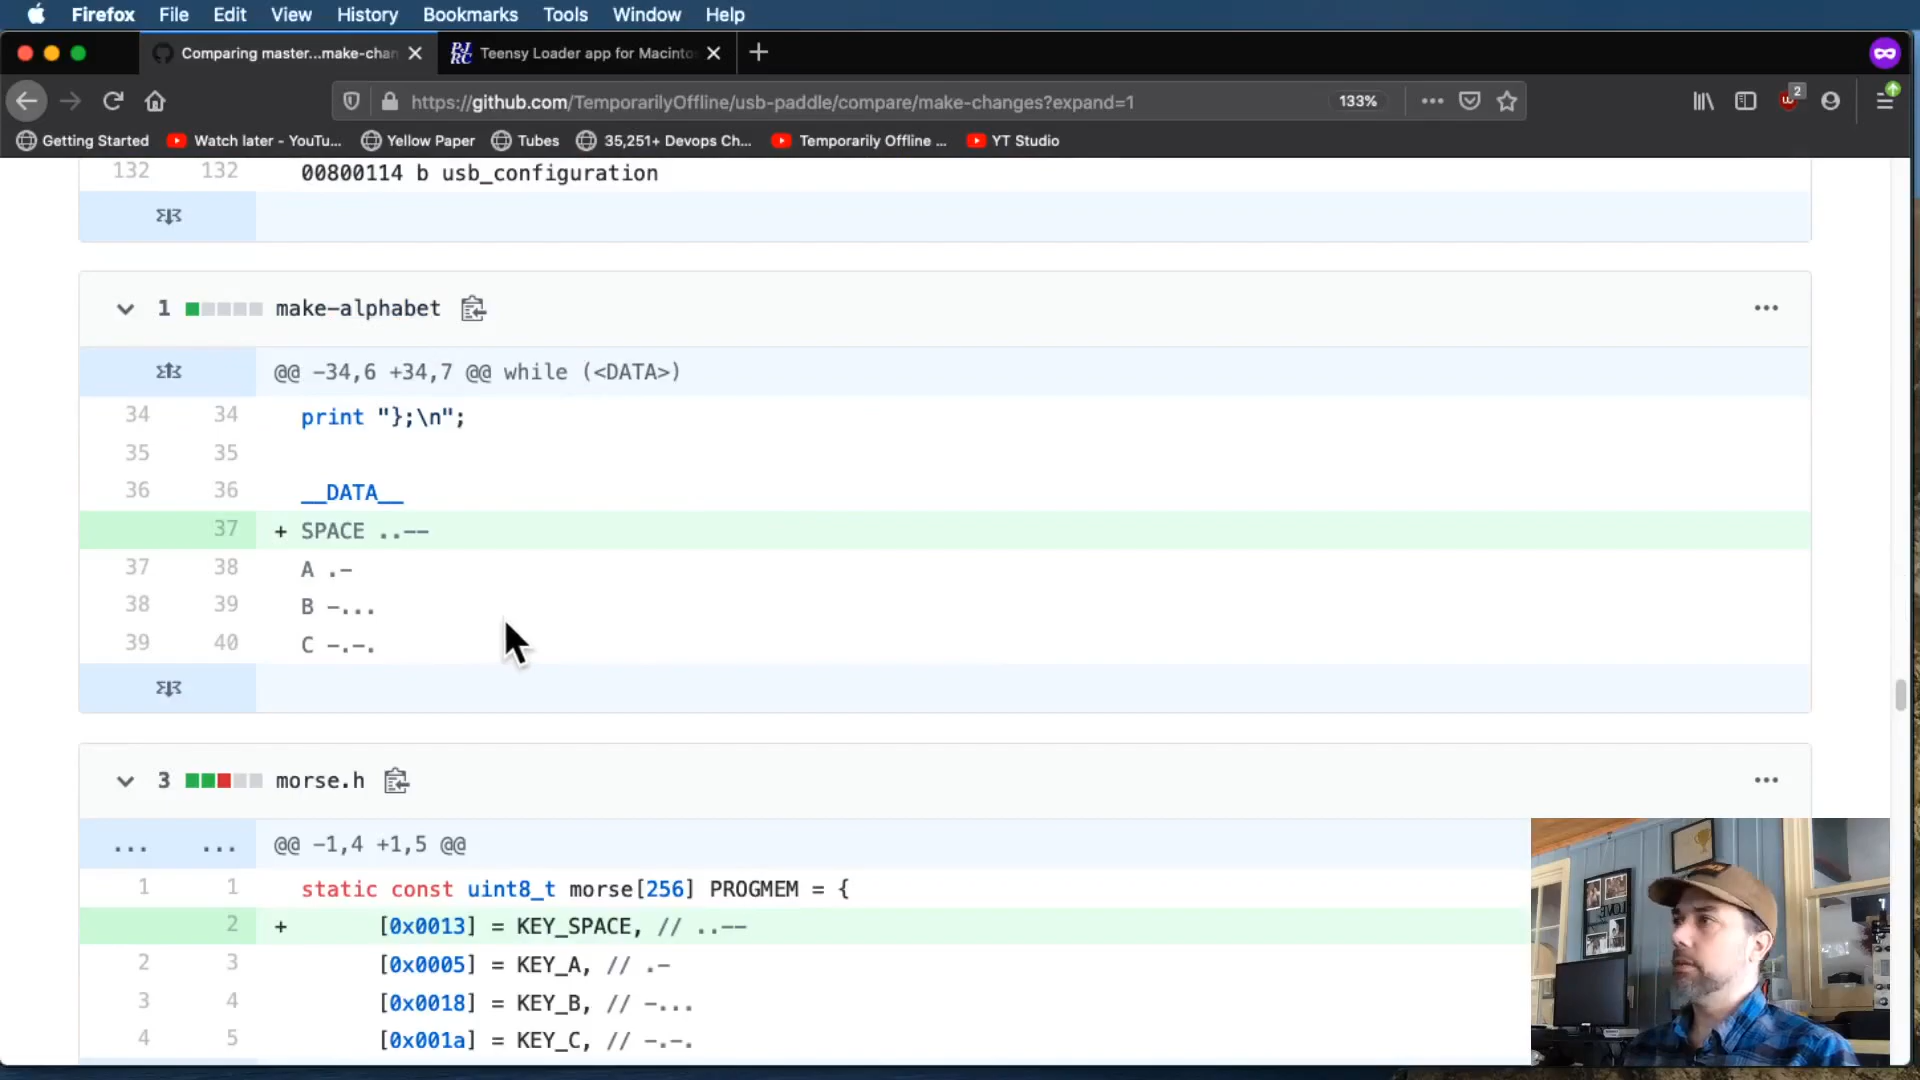 Firefox File Edit View History Bookmarks Tools Window Help
Comparing master...make-chan
Teensy Loader app for Macinto
https://github.com/TemporarilyOffline/usb-paddle/compare/make-changes?expand=1
133%
2
Getting Started
Watch later - YouTu...
Yellow Paper
Tubes
35,251+ Devops Ch...
Temporarily Offline ...
YT Studio
132 132 00800114 b usb_configuration
1 make-alphabet
@@ -34,6 +34,7 @@ while (<DATA>)
34 34 print "};\n";
35 35
36 36 __DATA__
37 + SPACE ..--
37 38 A .-
38 39 B -...
39 40 C -.-.
3 morse.h
... ... @@ -1,4 +1,5 @@
1 1 static const uint8_t morse[256] PROGMEM = {
2 + [0x0013] = KEY_SPACE, // ..--
2 3 [0x0005] = KEY_A, // .-
3 4 [0x0018] = KEY_B, // -...
4 5 [0x001a] = KEY_C, // -.-.
LOVE